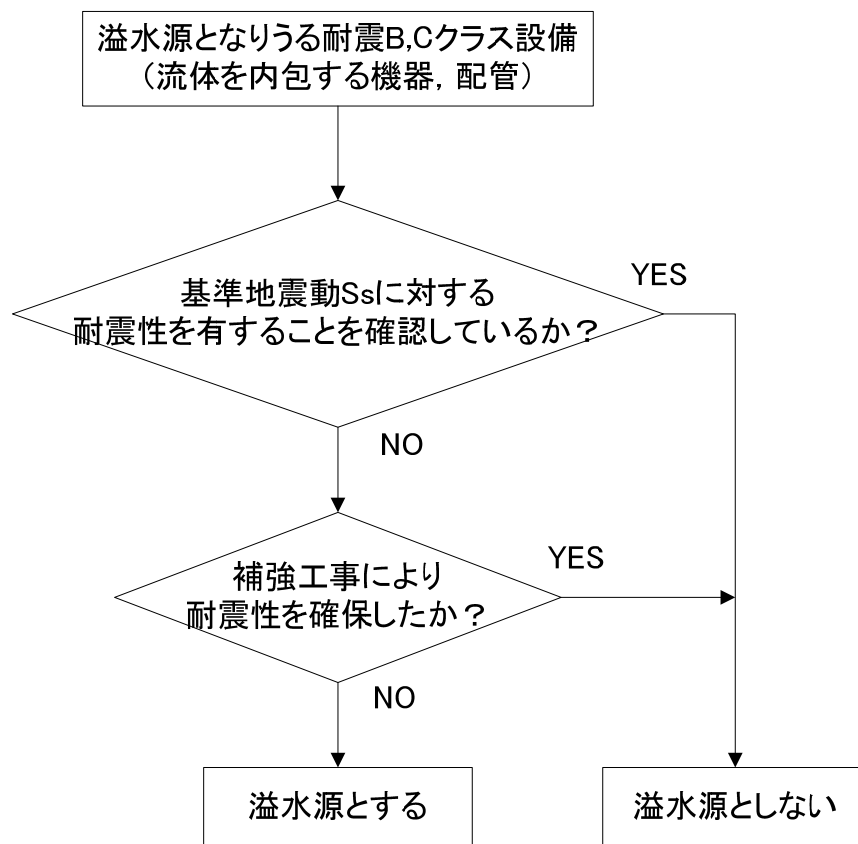 溢水源となりうる耐震B,Cクラス設備
（流体を内包する機器，配管）
基準地震動Ssに対する
耐震性を有することを確認しているか？
YES
NO
補強工事により
耐震性を確保したか？
YES
NO
溢水源とする
溢水源としない